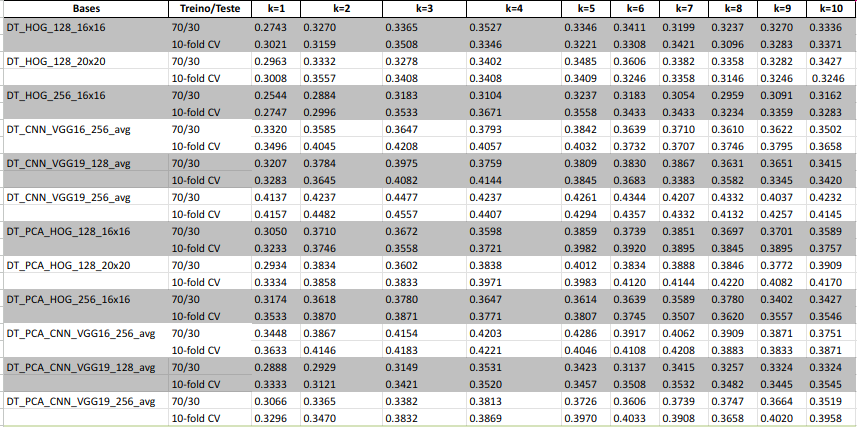 Bases Treino/Teste k=1 k=2 k=3 k=4 k=5 k=6 k=7 k=8 k=9 k=10
DT_HOG_128_16x16 70/30 0.2743 0.3270 0.3365 0.3527 0.3346 0.3411 0.3199 0.3237 0.3270 0.3336
10-fold CV 0.3021 0.3159 0.3508 0.3346 0.3221 0.3308 0.3421 0.3096 0.3283 0.3371
DT_HOG_128_20x20 70/30 0.2963 0.3332 0.3278 0.3402 0.3485 0.3606 0.3382 0.3358 0.3282 0.3427
10-fold CV 0.3008 0.3557 0.3408 0.3408 0.3409 0.3246 0.3358 0.3146 0.3246 0.3246
DT_HOG_256_16x16 70/30 0.2544 0.2884 0.3183 0.3104 0.3237 0.3183 0.3054 0.2959 0.3091 0.3162
10-fold CV 0.2747 0.2996 0.3533 0.3671 0.3558 0.3433 0.3433 0.3234 0.3359 0.3283
DT_CNN_VGG16_256_avg 70/30 0.3320 0.3585 0.3647 0.3793 0.3842 0.3639 0.3710 0.3610 0.3622 0.3502
10-fold CV 0.3496 0.4045 0.4208 0.4057 0.4032 0.3732 0.3707 0.3746 0.3795 0.3658
DT_CNN_VGG19_128_avg 70/30 0.3207 0.3784 0.3975 0.3759 0.3809 0.3830 0.3867 0.3631 0.3651 0.3415
10-fold CV 0.3283 0.3645 0.4082 0.4144 0.3845 0.3683 0.3383 0.3582 0.3345 0.3420
DT_CNN_VGG19_256_avg 70/30 0.4137 0.4237 0.4477 0.4237 0.4261 0.4344 0.4207 0.4332 0.4037 0.4232
10-fold CV 0.4157 0.4482 0.4557 0.4407 0.4294 0.4357 0.4332 0.4132 0.4257 0.4145
DT_PCA_HOG_128_16x16 70/30 0.3050 0.3710 0.3672 0.3598 0.3859 0.3739 0.3851 0.3697 0.3701 0.3589
10-fold CV 0.3233 0.3746 0.3558 0.3721 0.3982 0.3920 0.3895 0.3845 0.3895 0.3757
DT_PCA_HOG_128_20x20 70/30 0.2934 0.3834 0.3602 0.3838 0.4012 0.3834 0.3888 0.3846 0.3772 0.3909
10-fold CV 0.3334 0.3858 0.3833 0.3971 0.3983 0.4120 0.4144 0.4220 0.4082 0.4170
DT_PCA_HOG_256_16x16 70/30 0.3174 0.3618 0.3780 0.3647 0.3614 0.3639 0.3589 0.3780 0.3402 0.3427
10-fold CV 0.3533 0.3870 0.3871 0.3771 0.3807 0.3745 0.3507 0.3620 0.3557 0.3546
DT_PCA_CNN_VGG16_256_avg 70/30 0.3448 0.3867 0.4154 0.4203 0.4286 0.3917 0.4062 0.3909 0.3871 0.3751
10-fold CV 0.3633 0.4146 0.4183 0.4221 0.4046 0.4108 0.4208 0.3883 0.3833 0.3871
DT_PCA_CNN_VGG19_128_avg 70/30 0.2888 0.2929 0.3149 0.3531 0.3423 0.3137 0.3415 0.3257 0.3324 0.3324
10-fold CV 0.3333 0.3121 0.3421 0.3520 0.3457 0.3508 0.3532 0.3482 0.3445 0.3545
DT_PCA_CNN_VGG19_256_avg 70/30 0.3066 0.3365 0.3382 0.3813 0.3726 0.3606 0.3739 0.3747 0.3664 0.3519
10-fold CV 0.3296 0.3470 0.3832 0.3869 0.3970 0.4033 0.3908 0.3658 0.4020 0.3958